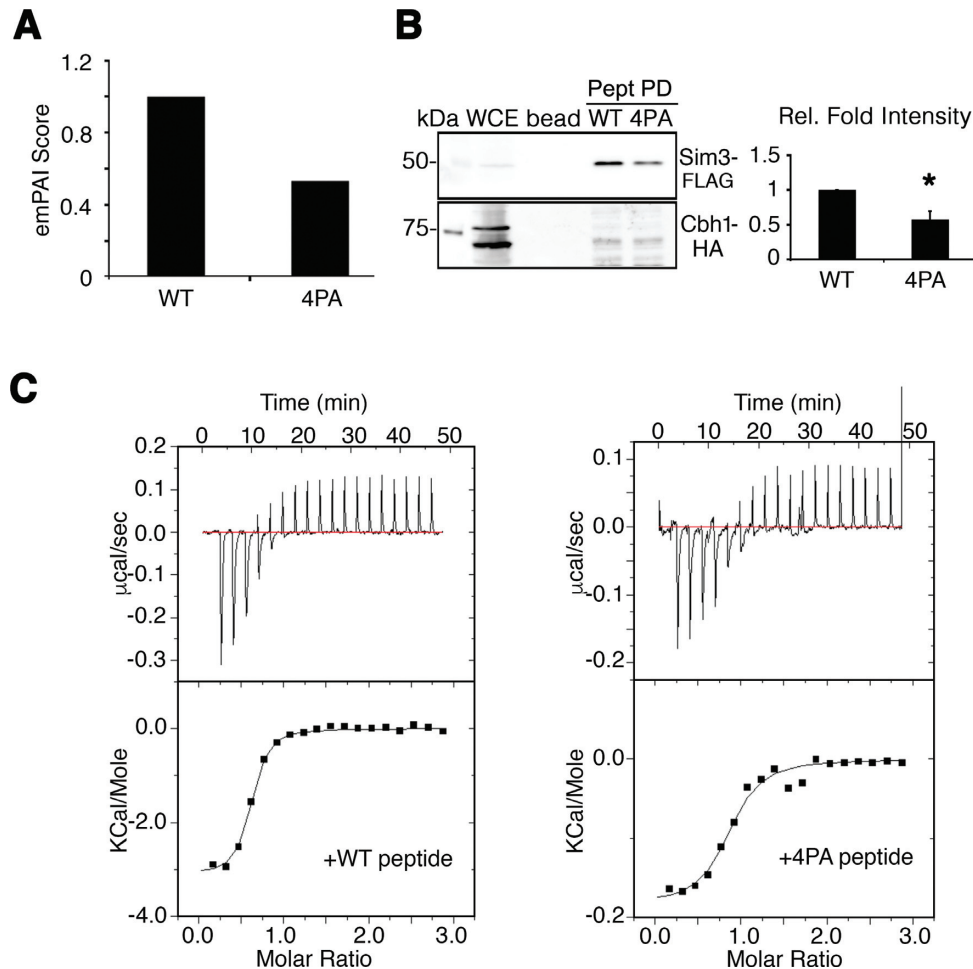 A
emPAI Score
1.2
0.8
0.4
0
WT 4PA
B
Pept PD
kDa WCE bead WT 4PA
50-
Sim3-
FLAG
75-
Cbh1-
HA
Rel. Fold Intensity
1.5
1
0.5
0
*
WT 4PA
C
Time (min)
0 10 20 30 40 50
0.2
0.1
0.0
-0.1
-0.2
-0.3
µcal/sec
0.0
-2.0
-4.0
KCal/Mole
+WT peptide
0.0 1.0 2.0 3.0
Molar Ratio
Time (min)
0 10 20 30 40 50
0.1
0.0
-0.1
-0.2
µcal/sec
0.0
-0.2
KCal/Mole
+4PA peptide
0.0 1.0 2.0 3.0
Molar Ratio